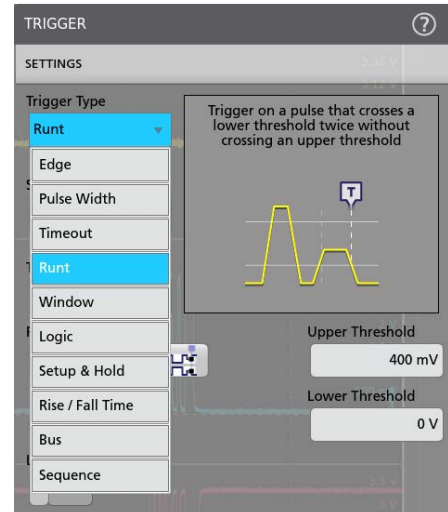 TRIGGER
?
SETTINGS
Trigger Type
Runt
Edge
Pulse Width
Timeout
Runt
Window
Logic
Setup & Hold
Rise / Fall Time
Bus
Sequence
Trigger on a pulse that crosses a
lower threshold twice without
crossing an upper threshold
T
Upper Threshold
400 mV
Lower Threshold
0 V
3.5 V